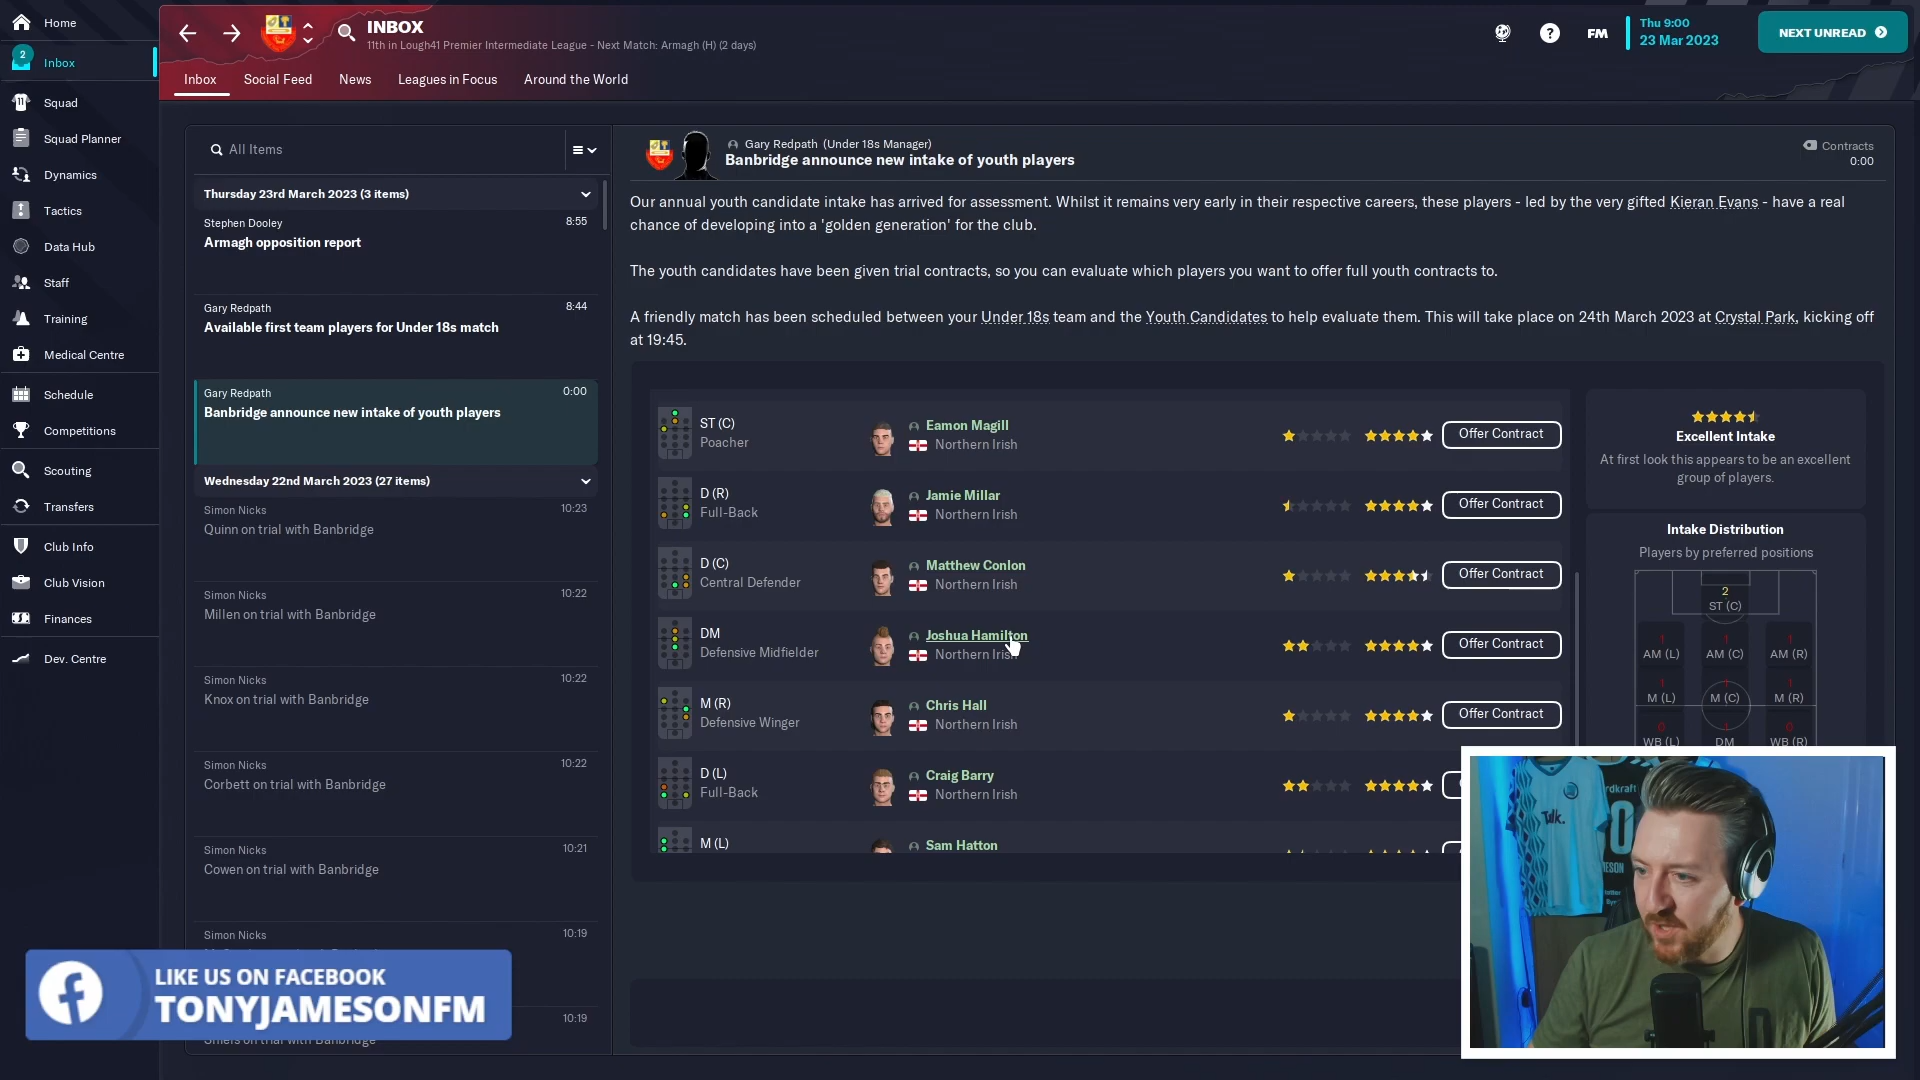 Home
2
Inbox
Squad
Squad Planner
Dynamics
Tactics
Data Hub
Staff
Training
Medical Centre
Schedule
Competitions
Scouting
Transfers
Club Info
Club Vision
Finances
Dev. Centre
INBOX
11th in Lough41 Premier Intermediate League - Next Match: Armagh (H) (2 days)
FM
Thu 9:00
23 Mar 2023
NEXT UNREAD
Inbox
Social Feed
News
Leagues in Focus
Around the World
All Items
Thursday 23rd March 2023 (3 items)
Stephen Dooley
8:55
Armagh opposition report
Gary Redpath
8:44
Available first team players for Under 18s match
Gary Redpath
0:00
Banbridge announce new intake of youth players
Wednesday 22nd March 2023 (27 items)
Simon Nicks
10:23
Quinn on trial with Banbridge
Simon Nicks
10:22
Millen on trial with Banbridge
Simon Nicks
10:22
Knox on trial with Banbridge
Simon Nicks
10:22
Corbett on trial with Banbridge
Simon Nicks
10:21
Cowen on trial with Banbridge
Simon Nicks
10:19
10:19
LIKE US ON FACEBOOK
TONYJAMESONFM
Gary Redpath (Under 18s Manager)
Banbridge announce new intake of youth players
Contracts
0:00
Our annual youth candidate intake has arrived for assessment. Whilst it remains very early in their respective careers, these players - led by the very gifted Kieran Evans - have a real
chance of developing into a 'golden generation' for the club.
The youth candidates have been given trial contracts, so you can evaluate which players you want to offer full youth contracts to.
A friendly match has been scheduled between your Under 18s team and the Youth Candidates to help evaluate them. This will take place on 24th March 2023 at Crystal Park, kicking off
at 19:45.
ST (C)
Poacher
Eamon Magill
Northern Irish
Offer Contract
D (R)
Full-Back
Jamie Millar
Northern Irish
Offer Contract
D (C)
Central Defender
Matthew Conlon
Northern Irish
Offer Contract
DM
Defensive Midfielder
Joshua Hamilton
Northern Irish
Offer Contract
M (R)
Defensive Winger
Chris Hall
Northern Irish
Offer Contract
D (L)
Full-Back
Craig Barry
Northern Irish
M (L)
Sam Hatton
Excellent Intake
At first look this appears to be an excellent
group of players.
Intake Distribution
Players by preferred positions
2
ST (C)
1 1 1
AM (L) AM (C) AM (R)
1 1 1
M (L) M (C) M (R)
0 1 0
WB (L) DM WB (R)
Talk.